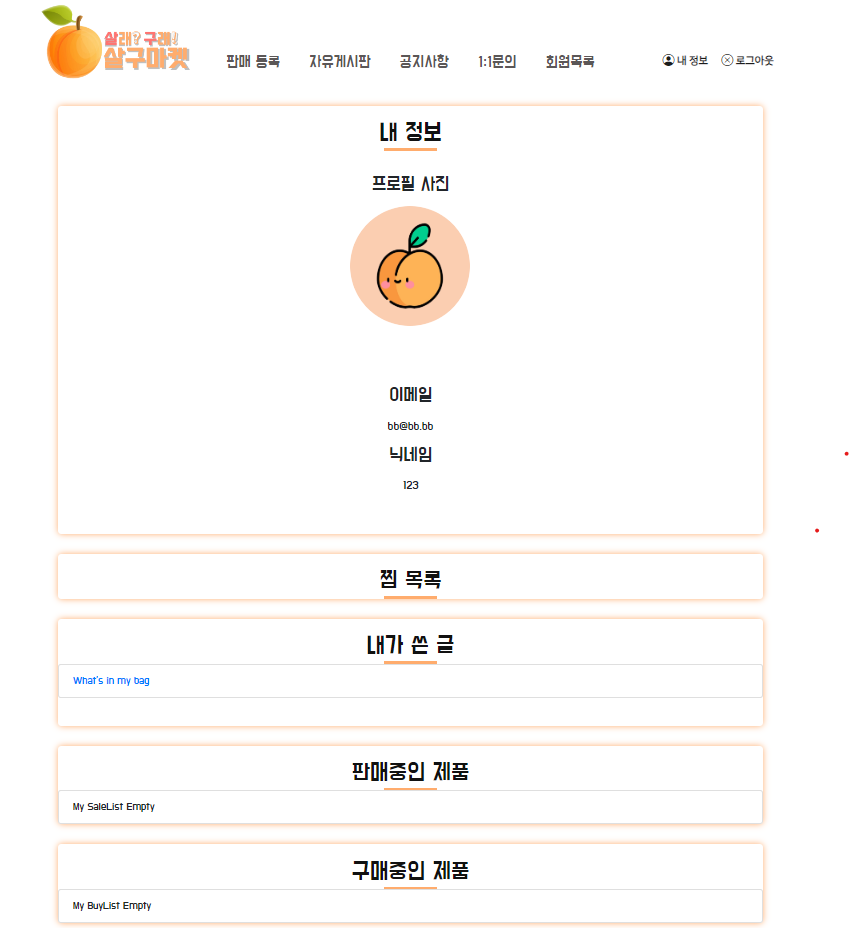 살래? 구래!
살구마켓
판매 등록 자유게시판 공지사항 1:1문의 회원목록 내 정보 로그아웃
내 정보
프로필 사진
이메일
bb@bb.bb
닉네임
123
찜 목록
내가 쓴 글
What's in my bag
판매중인 제품
My SaleList Empty
구매중인 제품
My BuyList Empty